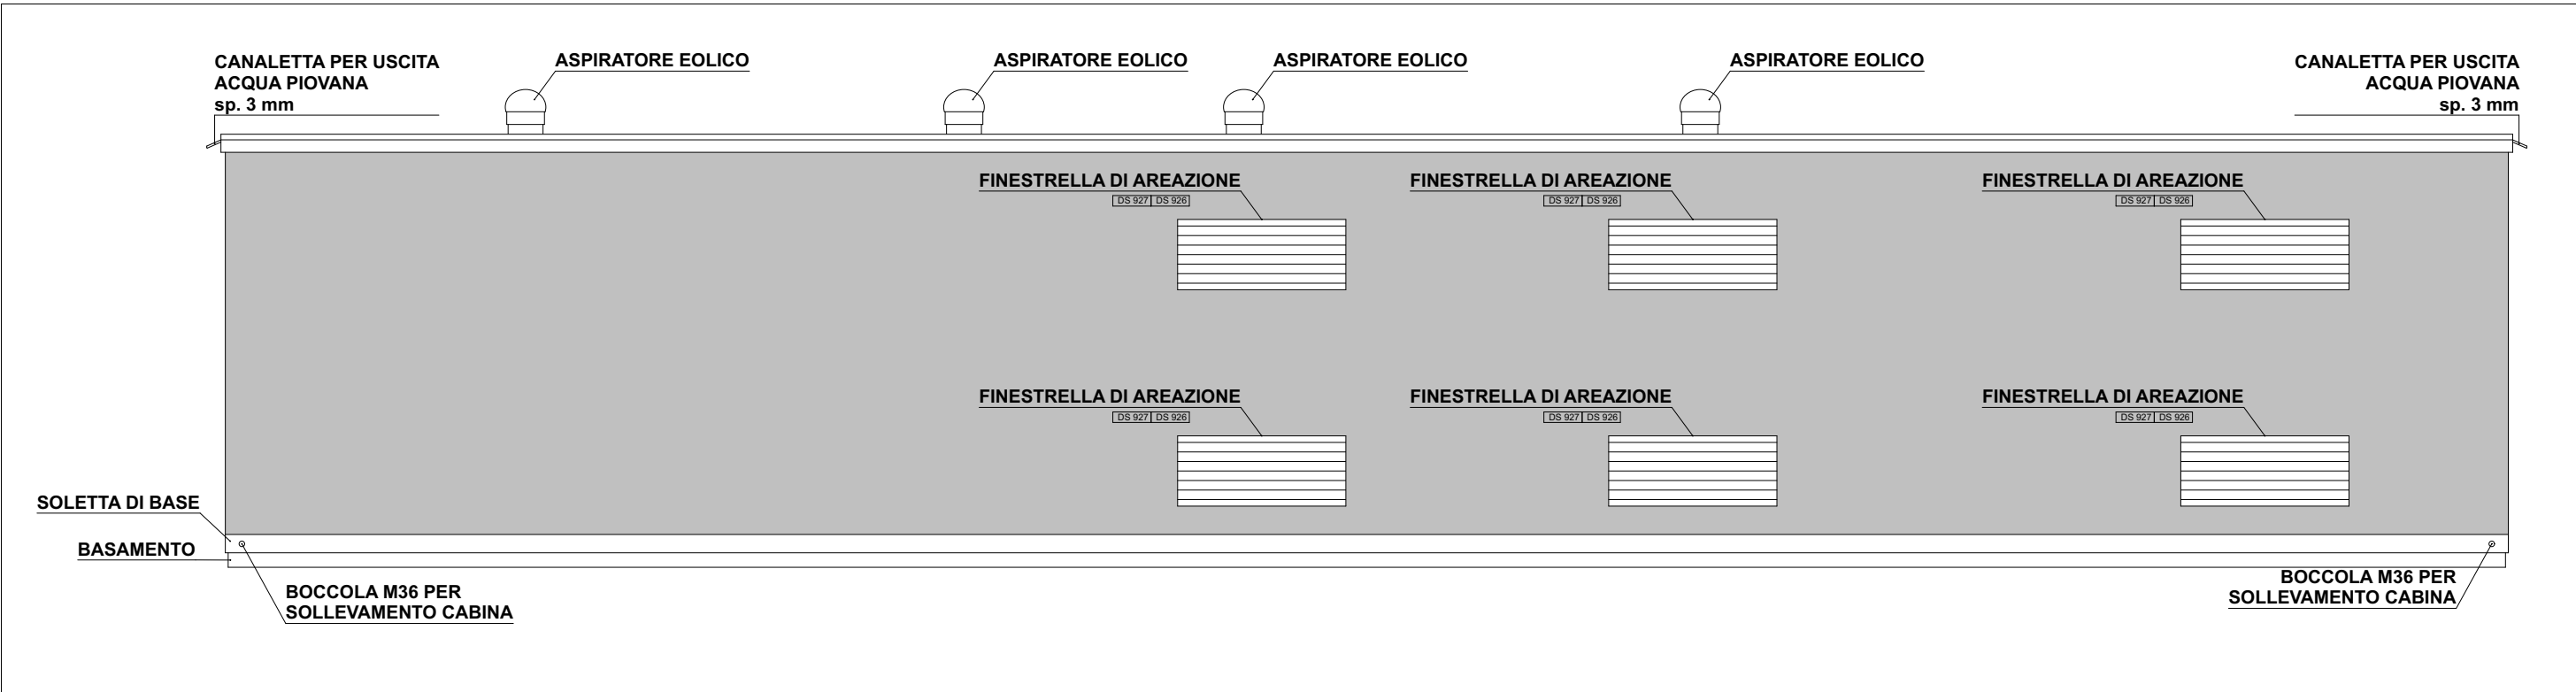 CANALETTA PER USCITA
ACQUA PIOVANA
sp. 3 mm
ASPIRATORE EOLICO
ASPIRATORE EOLICO
ASPIRATORE EOLICO
ASPIRATORE EOLICO
CANALETTA PER USCITA
ACQUA PIOVANA
sp. 3 mm
FINESTRELLA DI AREAZIONE
DS 927 DS 926
FINESTRELLA DI AREAZIONE
DS 927 DS 926
FINESTRELLA DI AREAZIONE
DS 927 DS 926
FINESTRELLA DI AREAZIONE
DS 927 DS 926
FINESTRELLA DI AREAZIONE
DS 927 DS 926
FINESTRELLA DI AREAZIONE
DS 927 DS 926
SOLETTA DI BASE
BASAMENTO
BOCCOLA M36 PER
SOLLEVAMENTO CABINA
BOCCOLA M36 PER
SOLLEVAMENTO CABINA